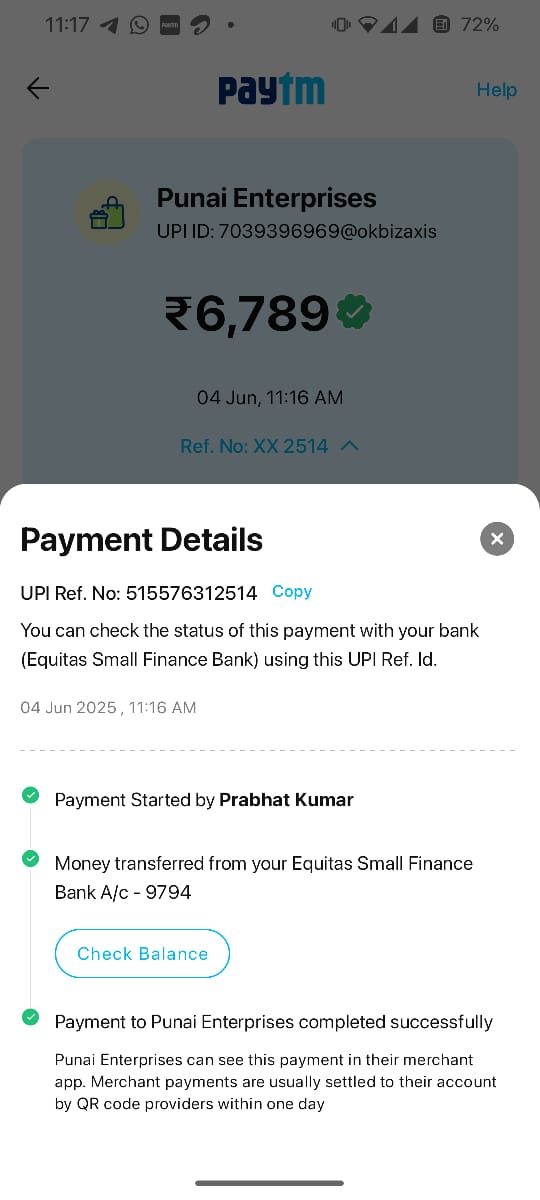 11:17
72%
paytm
Help
Punai Enterprises
UPI ID: 7039396969@okbizaxis
₹6,789
04 Jun, 11:16 AM
Ref. No: XX 2514
Payment Details
UPI Ref. No: 515576312514 Copy
You can check the status of this payment with your bank
(Equitas Small Finance Bank) using this UPI Ref. Id.
04 Jun 2025 , 11:16 AM
Payment Started by Prabhat Kumar
Money transferred from your Equitas Small Finance
Bank A/c - 9794
Check Balance
Payment to Punai Enterprises completed successfully
Punai Enterprises can see this payment in their merchant
app. Merchant payments are usually settled to their account
by QR code providers within one day